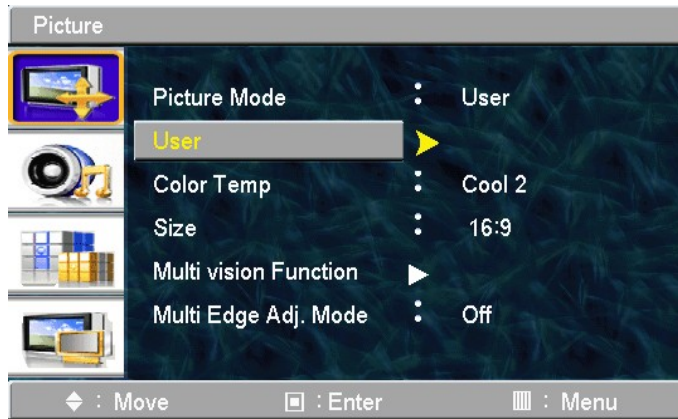 Picture
Picture Mode : User
User
Color Temp : Cool 2
Size : 16:9
Multi vision Function
Multi Edge Adj. Mode : Off
: Move : Enter : Menu